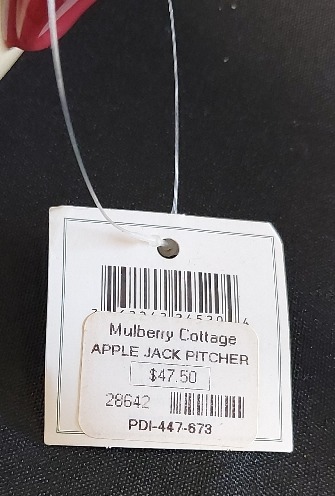 Mulberry Cottage
APPLE JACK PITCHER
$47.50
28642
PDI-447-673